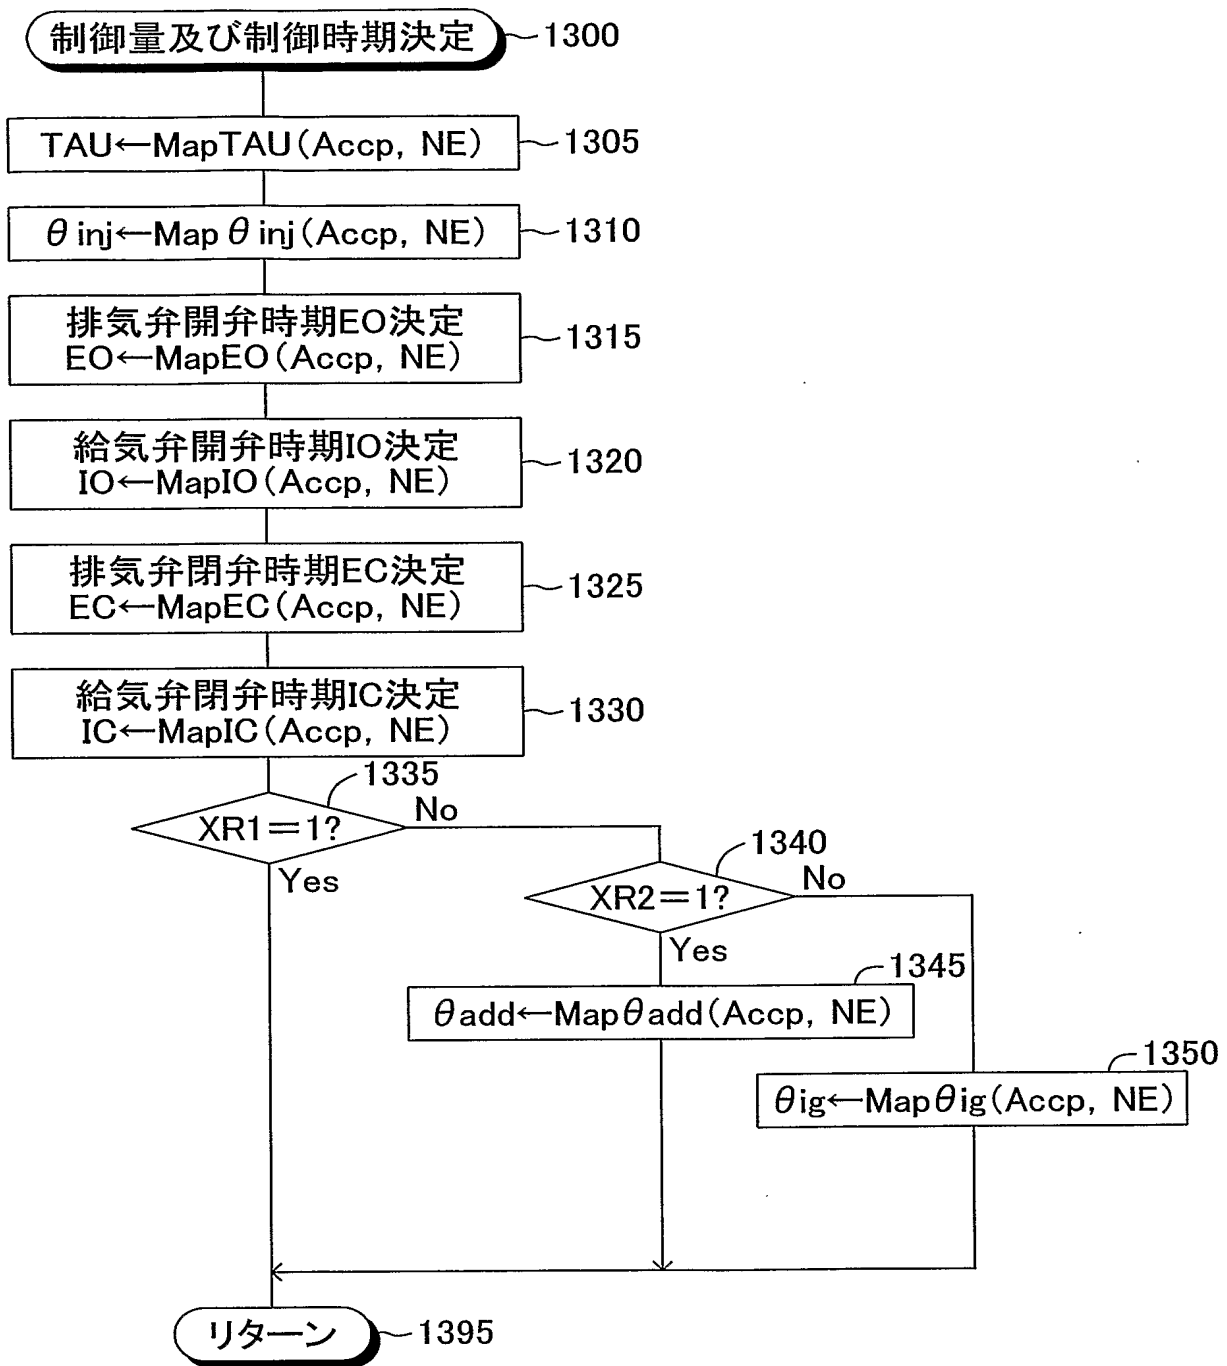 制御量及び制御時期決定 1300
TAU←MapTAU(Accp, NE) 1305
θinj←Mapθinj(Accp, NE) 1310
排気弁開弁時期EO決定
EO←MapEO(Accp, NE) 1315
給気弁開弁時期IO決定
IO←MapIO(Accp, NE) 1320
排気弁閉弁時期EC決定
EC←MapEC(Accp, NE) 1325
給気弁閉弁時期IC決定
IC←MapIC(Accp, NE) 1330
1335
XR1=1? No
Yes
1340
XR2=1? No
Yes
1345
θadd←Mapθadd(Accp, NE)
1350
θig←Mapθig(Accp, NE)
リターン 1395